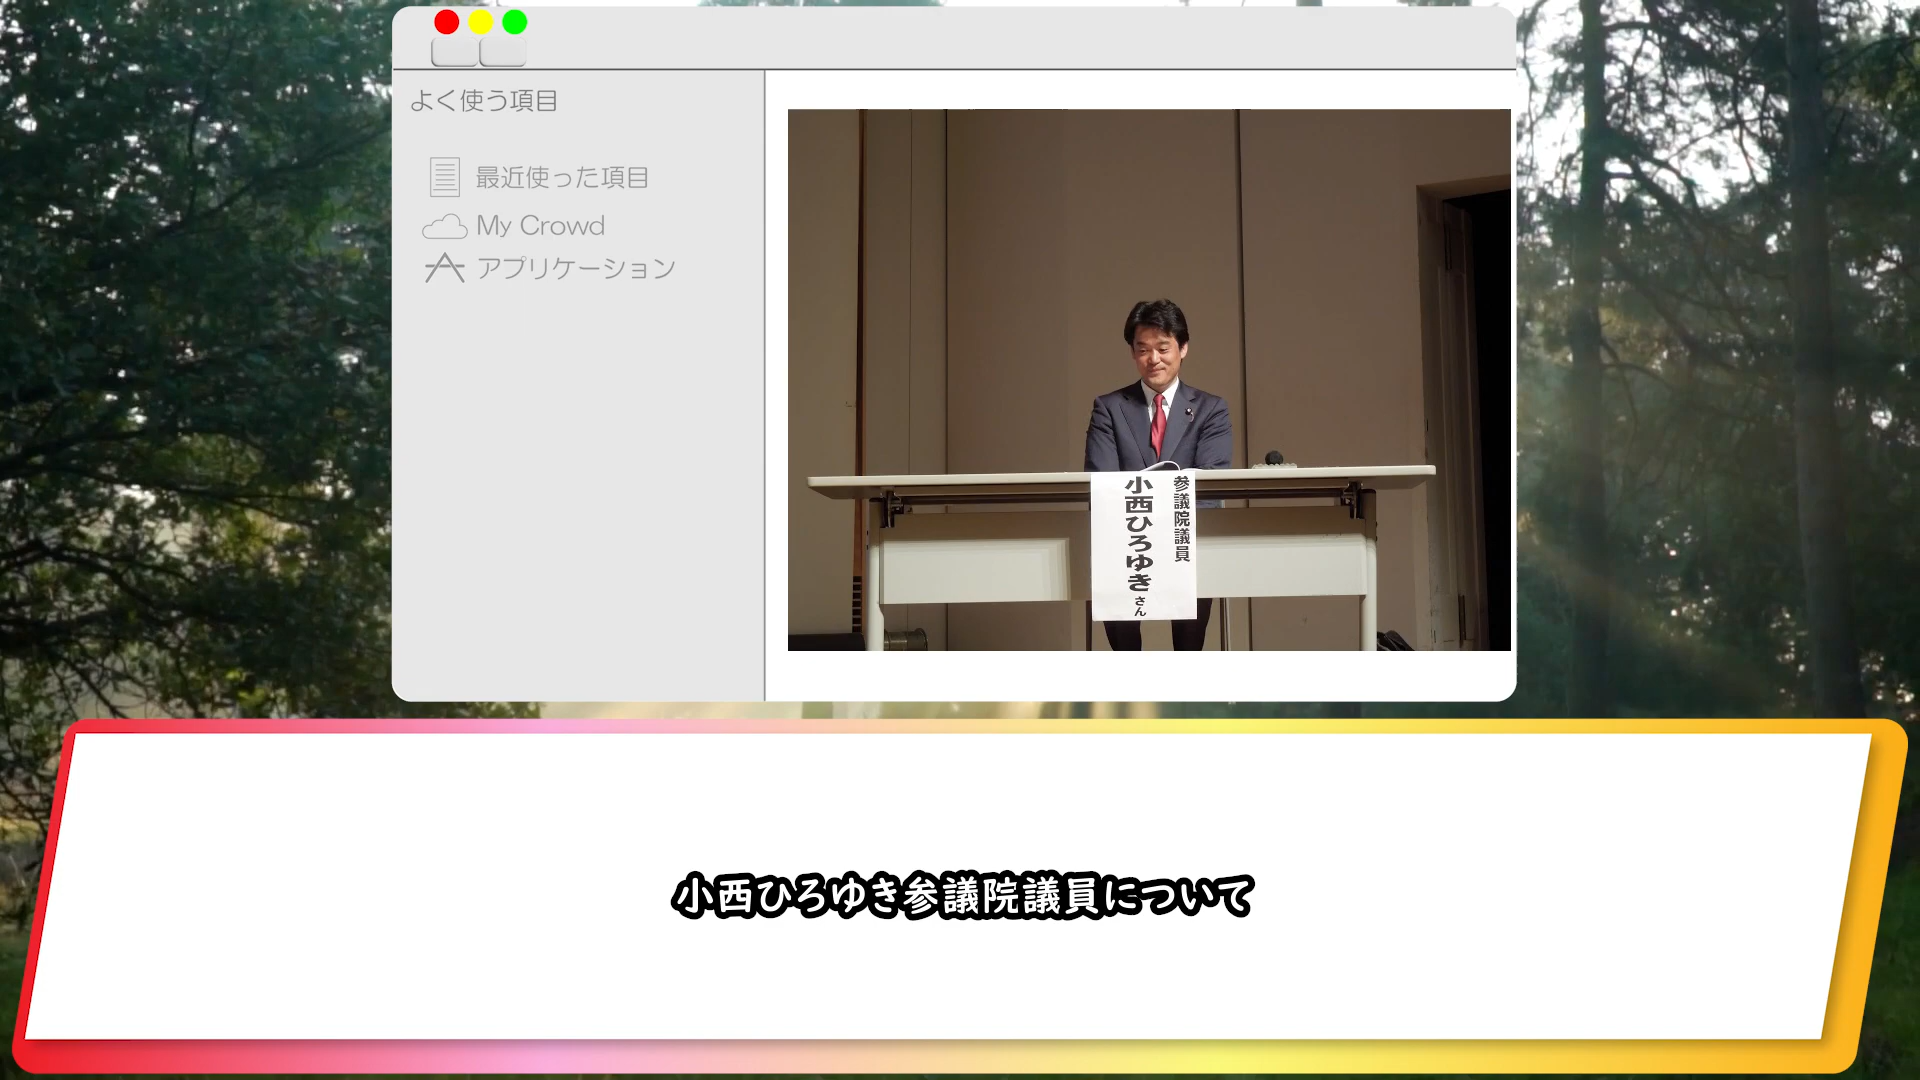 よく使う項目
最近使った項目
My Crowd
アプリケーション
参議院議員
小西ひろゆきさん
小西ひろゆき参議院議員について